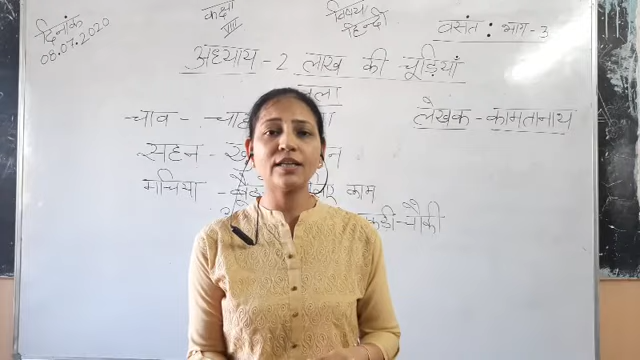 दिनांक
08.07.2020
कक्षा
VIII
विषय
हिन्दी
वसंत : भाग - 3
अध्याय - 2 लाख की चूड़ियाँ
लेखक - कामतानाथ
चाव -
सहन -
मचिया -
काम
चौकी